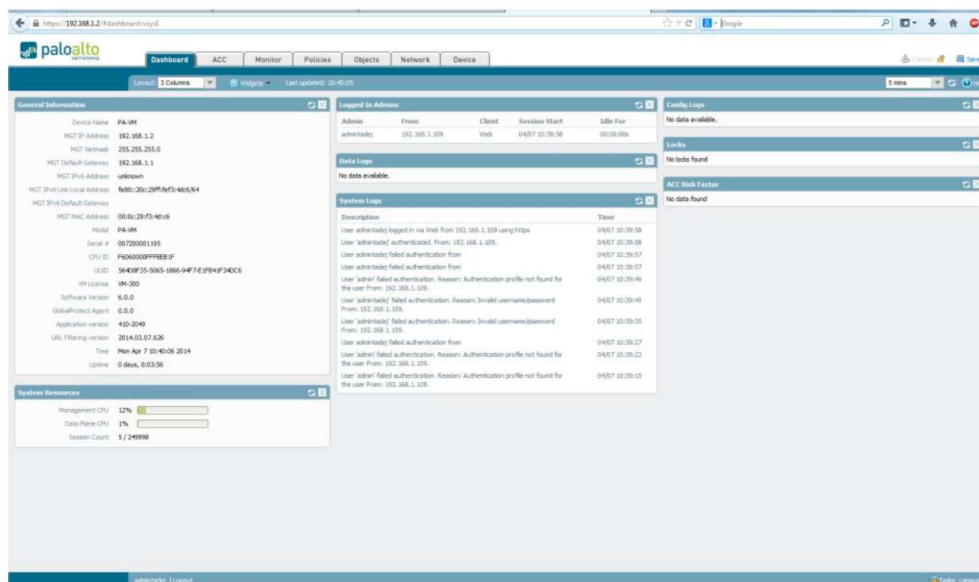 https://192.168.1.2/#dashboard::vsys1
Google
paloalto
NETWORKS
Dashboard ACC Monitor Policies Objects Network Device
Commit
Save
Layout: 3 Columns Widgets Last updated: 10:40:05
5 mins
General Information
Device Name PA-VM
MGT IP Address 192.168.1.2
MGT Netmask 255.255.255.0
MGT Default Gateway 192.168.1.1
MGT IPv6 Address unknown
MGT IPv6 Link Local Address fe80::20c:29ff:fef3:4dc6/64
MGT IPv6 Default Gateway
MGT MAC Address 00:0c:29:f3:4d:c6
Model PA-VM
Serial # 007200001195
CPU ID
UUID
VM License VM-300
Software Version 6.0.0
GlobalProtect Agent 0.0.0
Application version 410-2049
URL Filtering version 2014.03.07.626
Time Mon Apr 7 10:40:06 2014
Uptime 0 days, 0:03:56
System Resources
Management CPU 12%
Data Plane CPU 1%
Session Count 5 / 249998
Logged In Admins
Admin From Client Session Start Idle For
admintadej 192.168.1.109 Web 04/07 10:39:58 00:00:00s
Data Logs
No data available.
System Logs
Description Time
User admintadej logged in via Web from 192.168.1.109 using https 04/07 10:39:58
User 'admintadej' authenticated. From: 192.168.1.109. 04/07 10:39:58
User admintadej failed authentication from 04/07 10:39:57
User admintadej failed authentication from 04/07 10:39:57
User 'admin' failed authentication. Reason: Authentication profile not found for 04/07 10:39:49
the user From: 192.168.1.109.
User 'admintadej' failed authentication. Reason: Invalid username/password 04/07 10:39:45
From: 192.168.1.109.
User 'admintadej' failed authentication. Reason: Invalid username/password 04/07 10:39:35
From: 192.168.1.109.
User admintadej failed authentication from 04/07 10:39:27
User 'admin' failed authentication. Reason: Authentication profile not found for 04/07 10:39:22
the user From: 192.168.1.109.
User 'admin' failed authentication. Reason: Authentication profile not found for 04/07 10:39:15
the user From: 192.168.1.109.
Config Logs
No data available.
Locks
No locks found
ACC Risk Factor
No data found
admintadej | Logout
Tasks